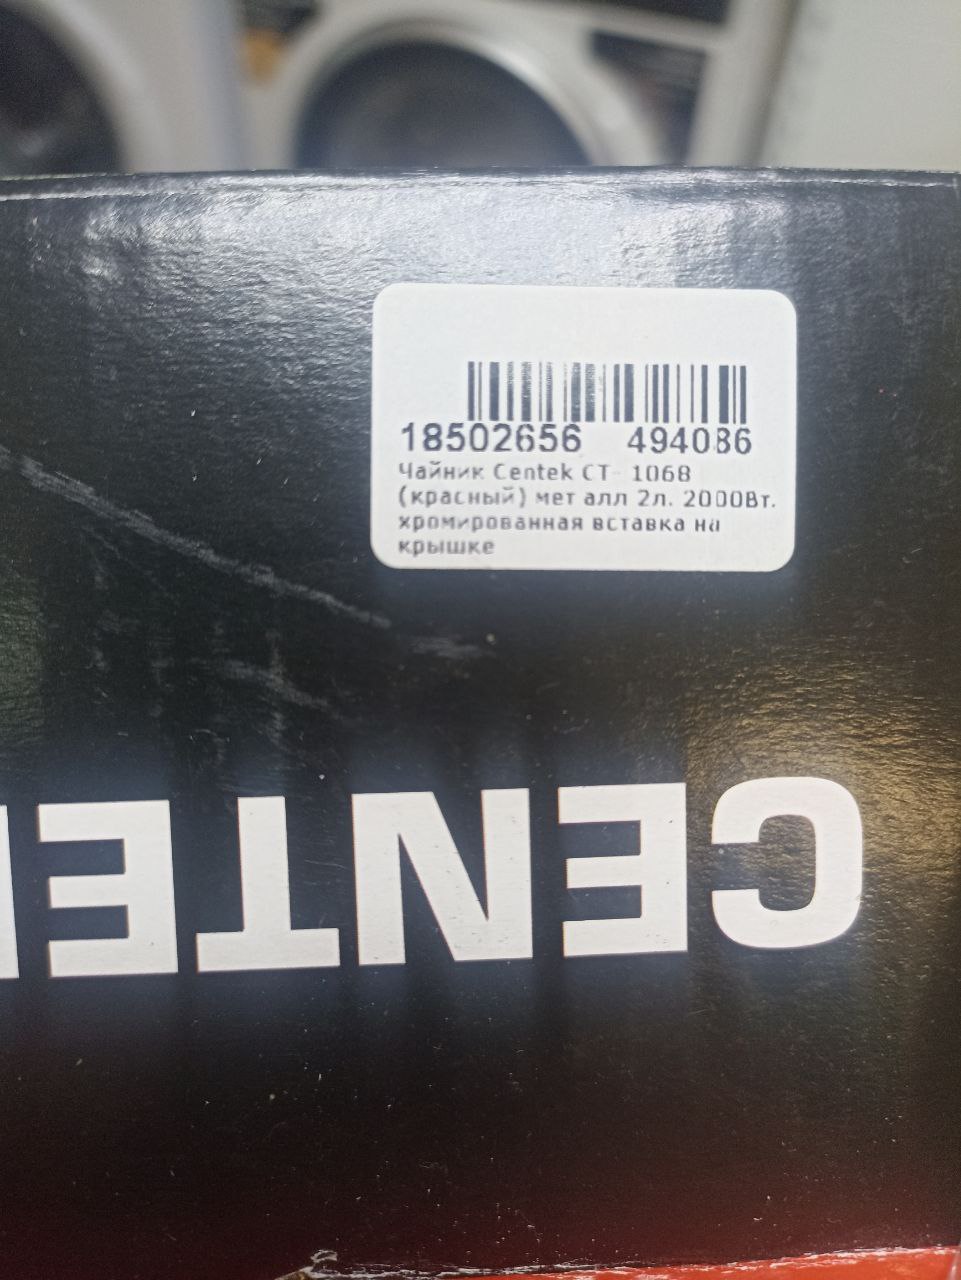 18502656 494086
Чайник Centek CT- 1068
(красный) мет алл 2л. 2000Вт.
хромированная вставка на
крышке
CENTE